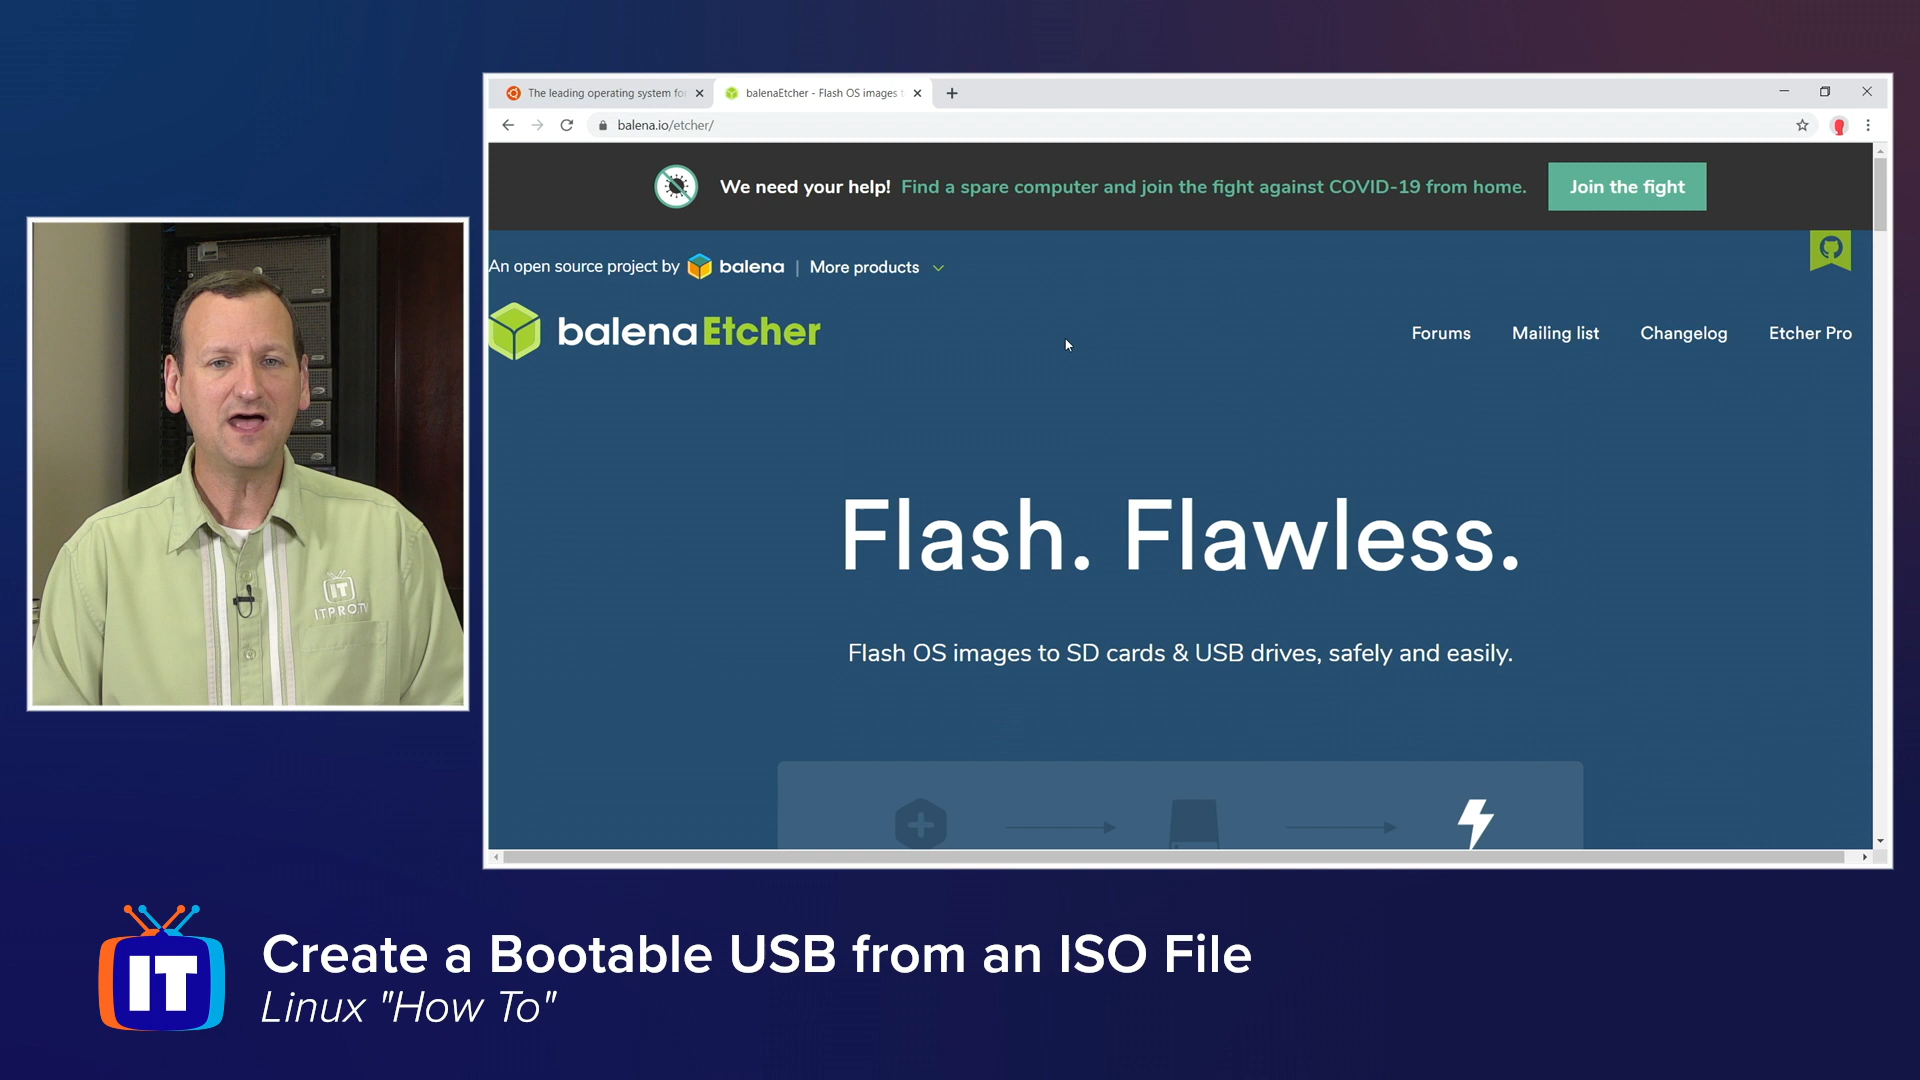 The leading operating system fo
balenaEtcher - Flash OS images t
balena.io/etcher/
We need your help! Find a spare computer and join the fight against COVID-19 from home.
Join the fight
An open source project by balena | More products
balenaEtcher
Forums
Mailing list
Changelog
Etcher Pro
Flash. Flawless.
Flash OS images to SD cards & USB drives, safely and easily.
IT
ITPROTV
IT
Create a Bootable USB from an ISO File
Linux "How To"